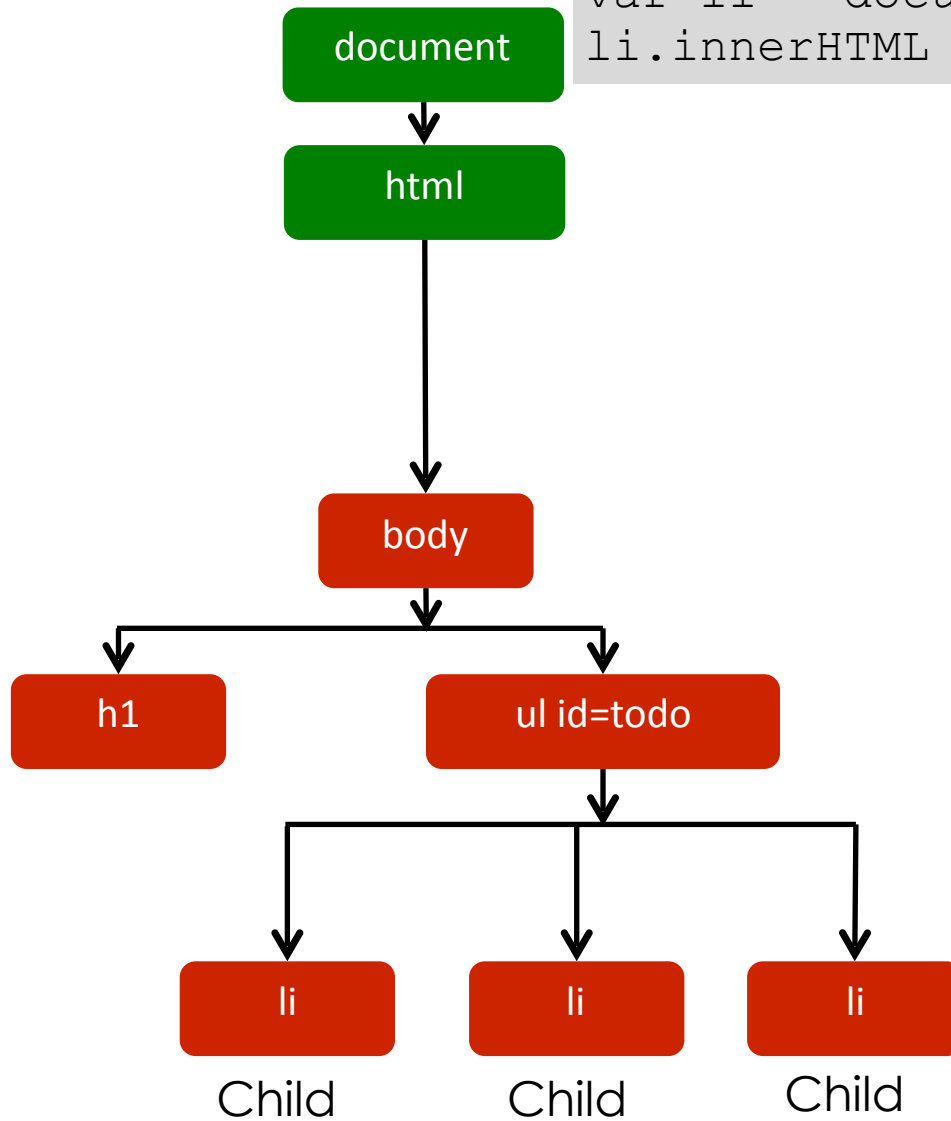 document
li.innerHTML
html
body
h1
ul id=todo
li
li
li
Child
Child
Child